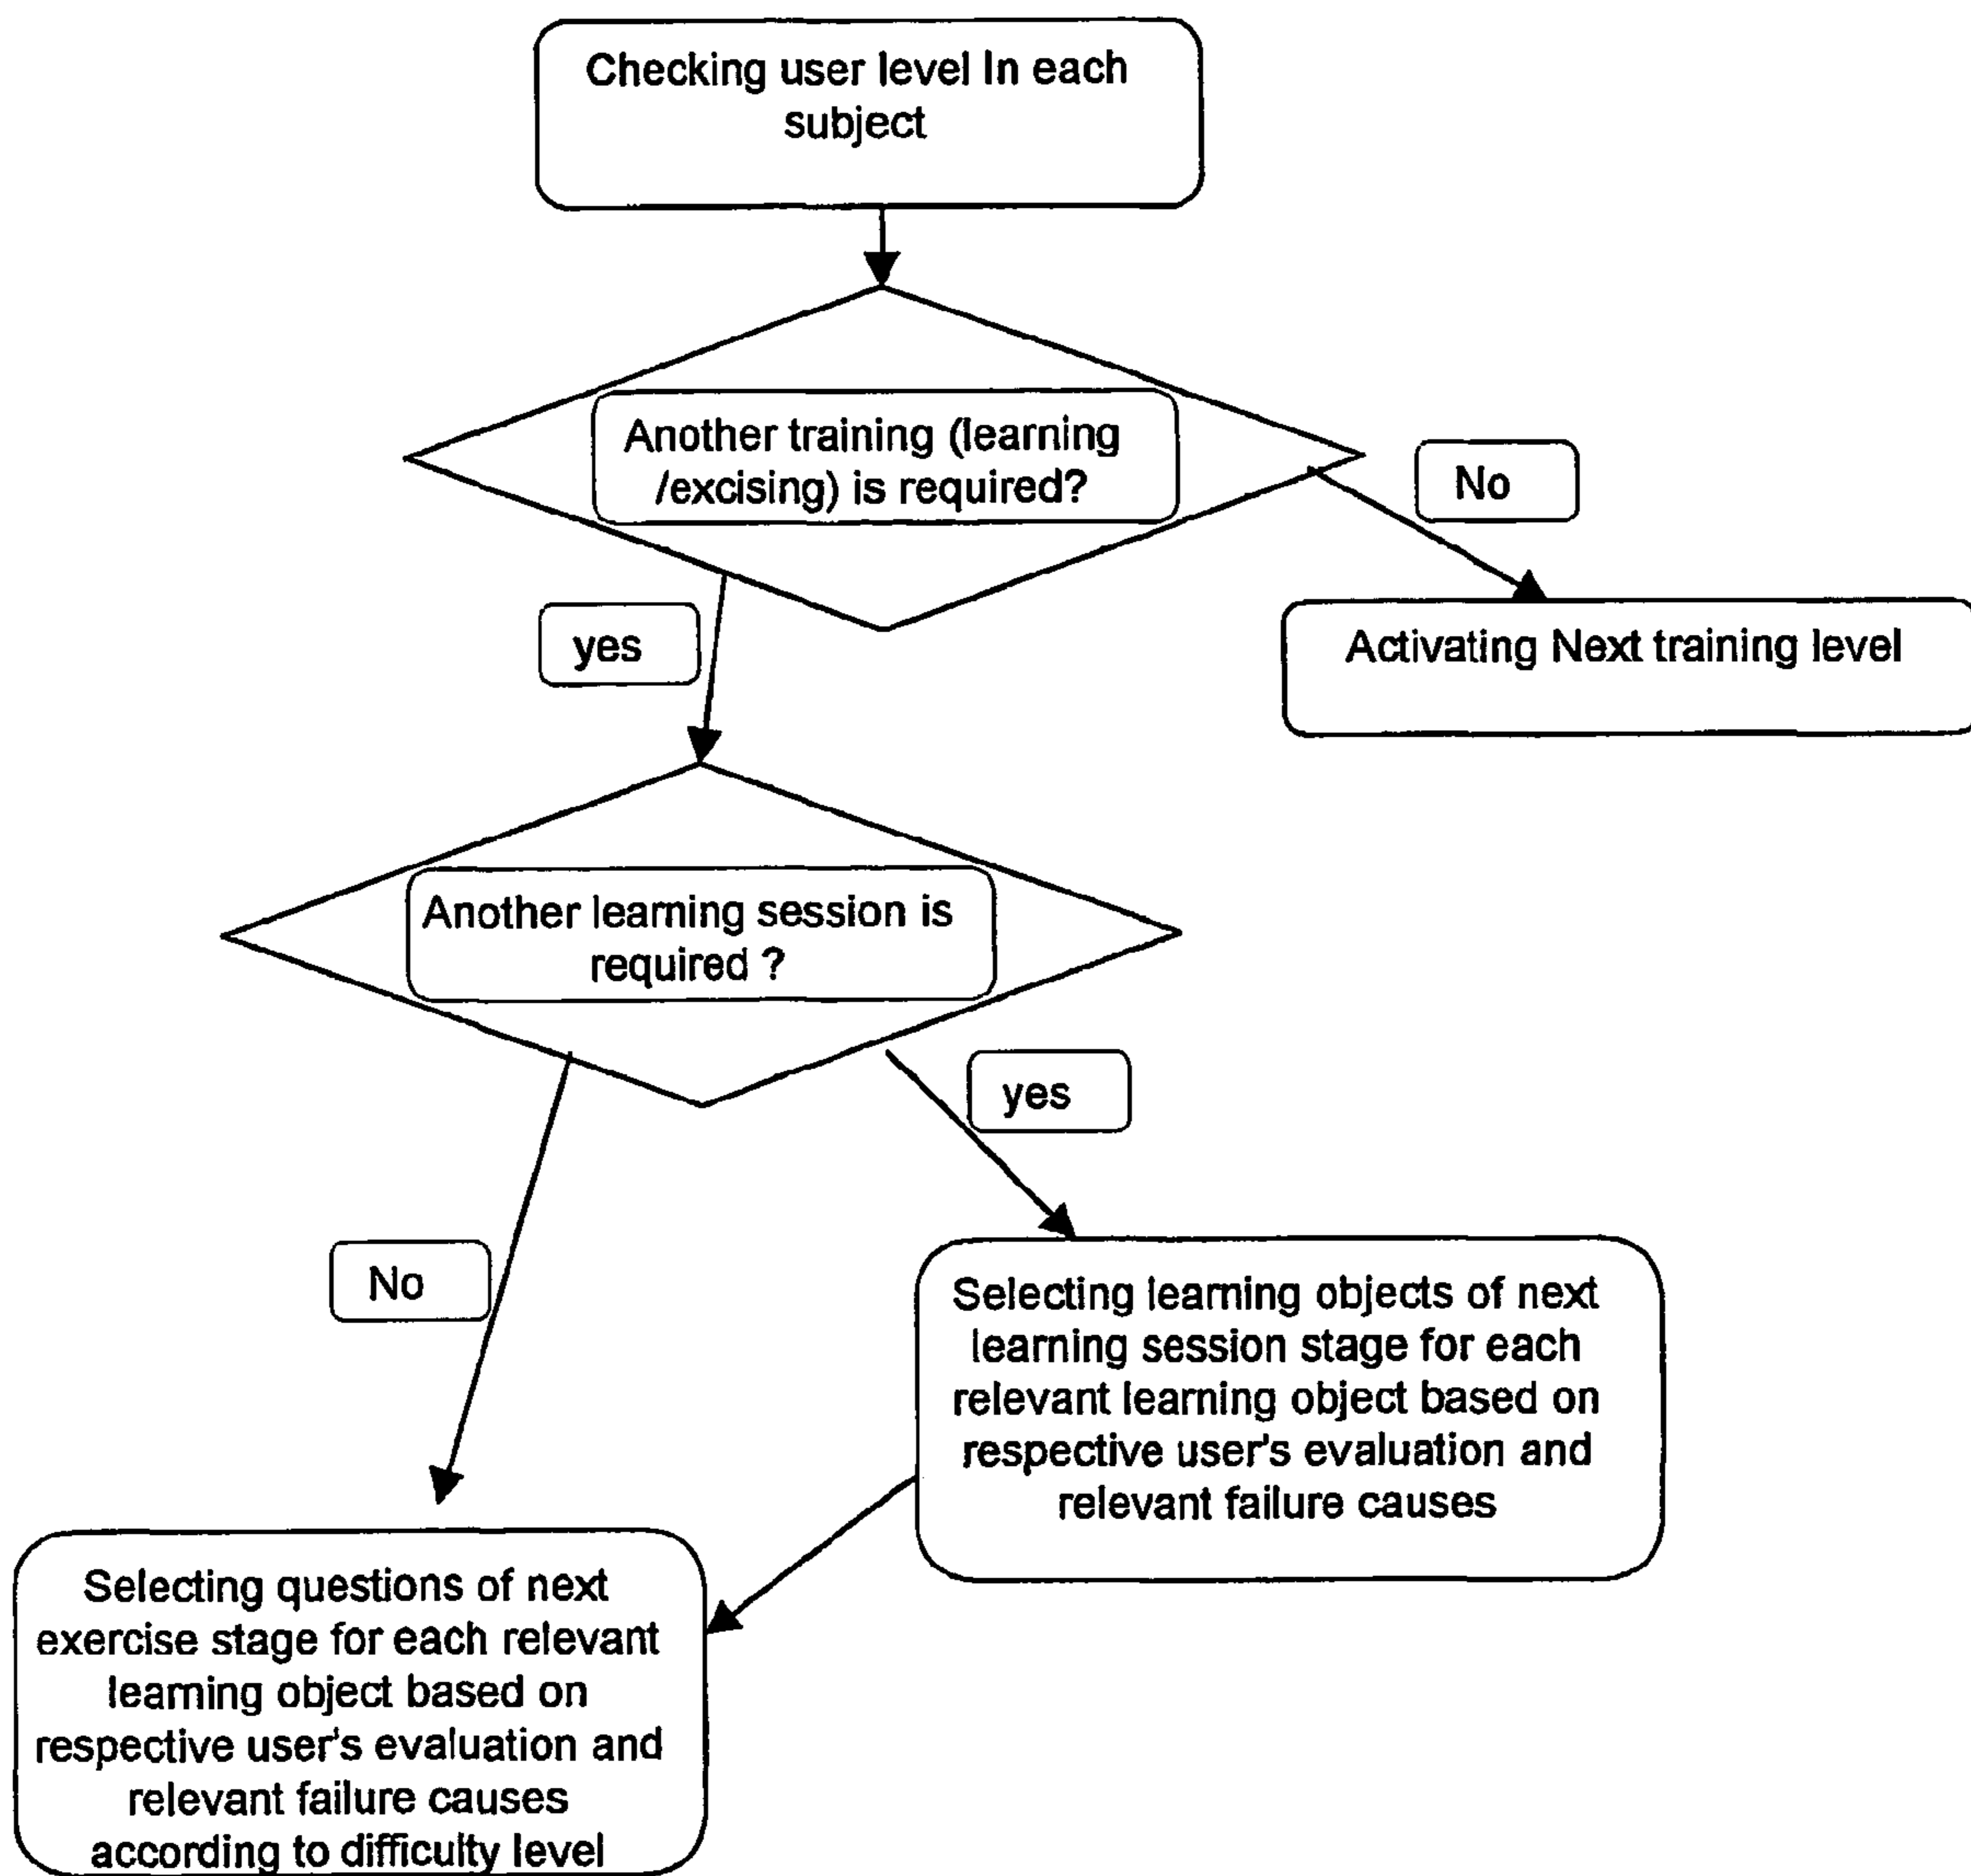 Checking user level In each
subject
Another training (learning
/excising) is required?
No
yes
Activating Next training level
Another learning session is
required ?
yes
No
Selecting learning objects of next
learning session stage for each
relevant learning object based on
respective user's evaluation and
relevant failure causes
Selecting questions of next
exercise stage for each relevant
learning object based on
respective user's evaluation and
relevant failure causes
according to difficulty level